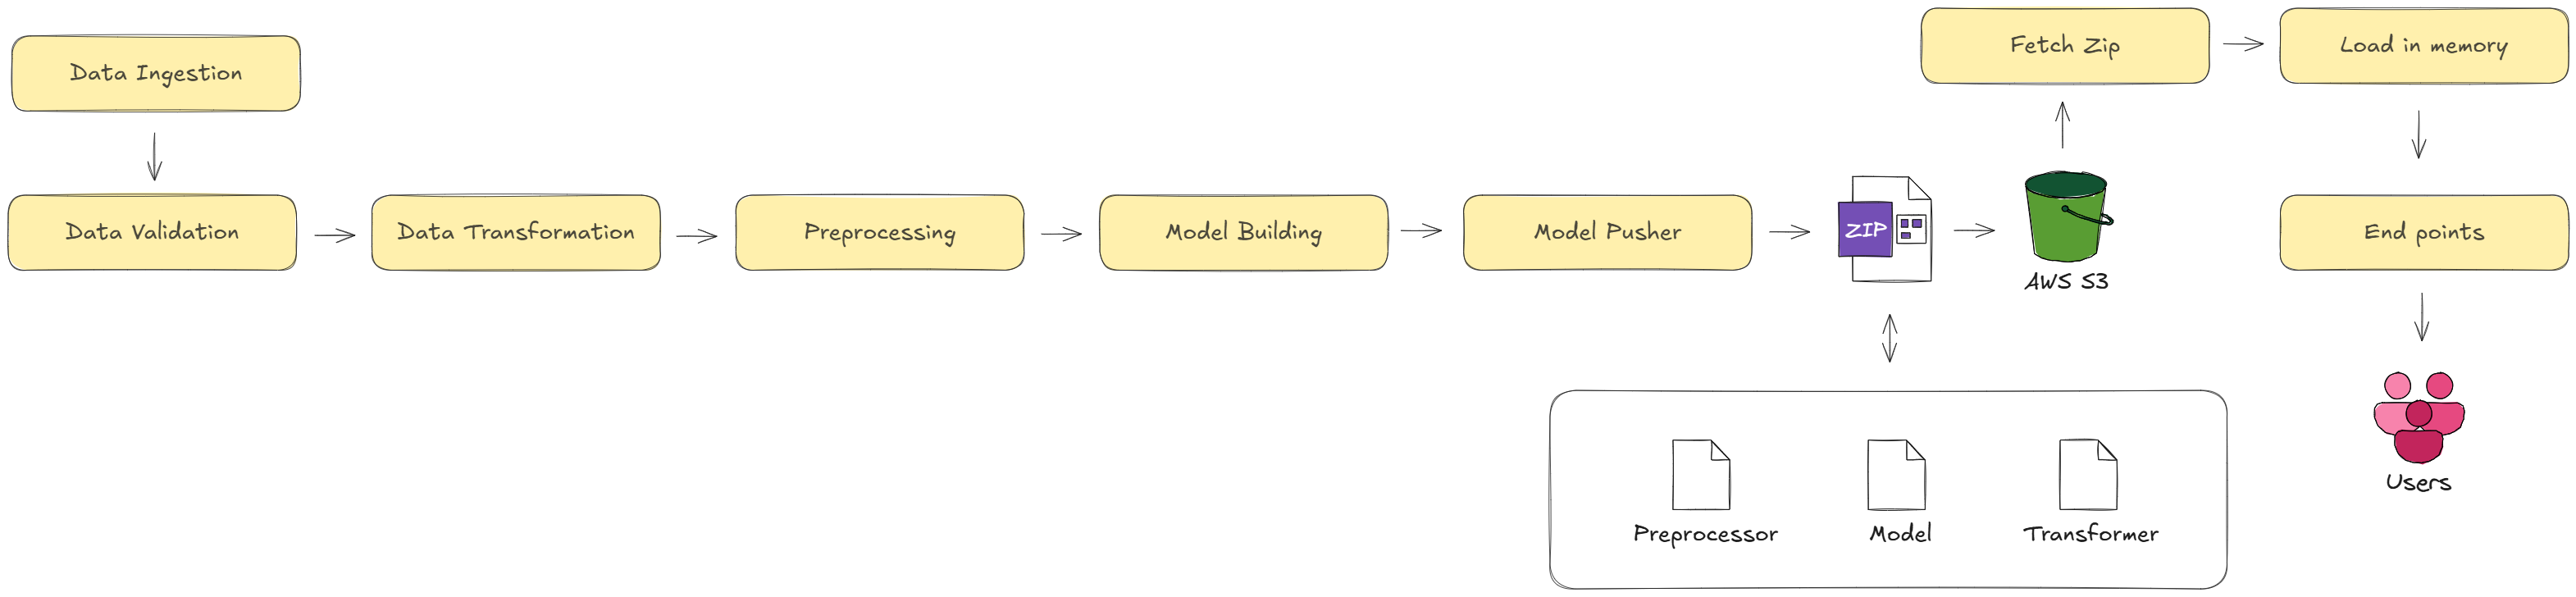 Data Ingestion
Data Validation
Data Transformation
Preprocessing
Model Building
Model Pusher
ZIP
AWS S3
Fetch Zip
Load in memory
End points
Users
Preprocessor
Model
Transformer